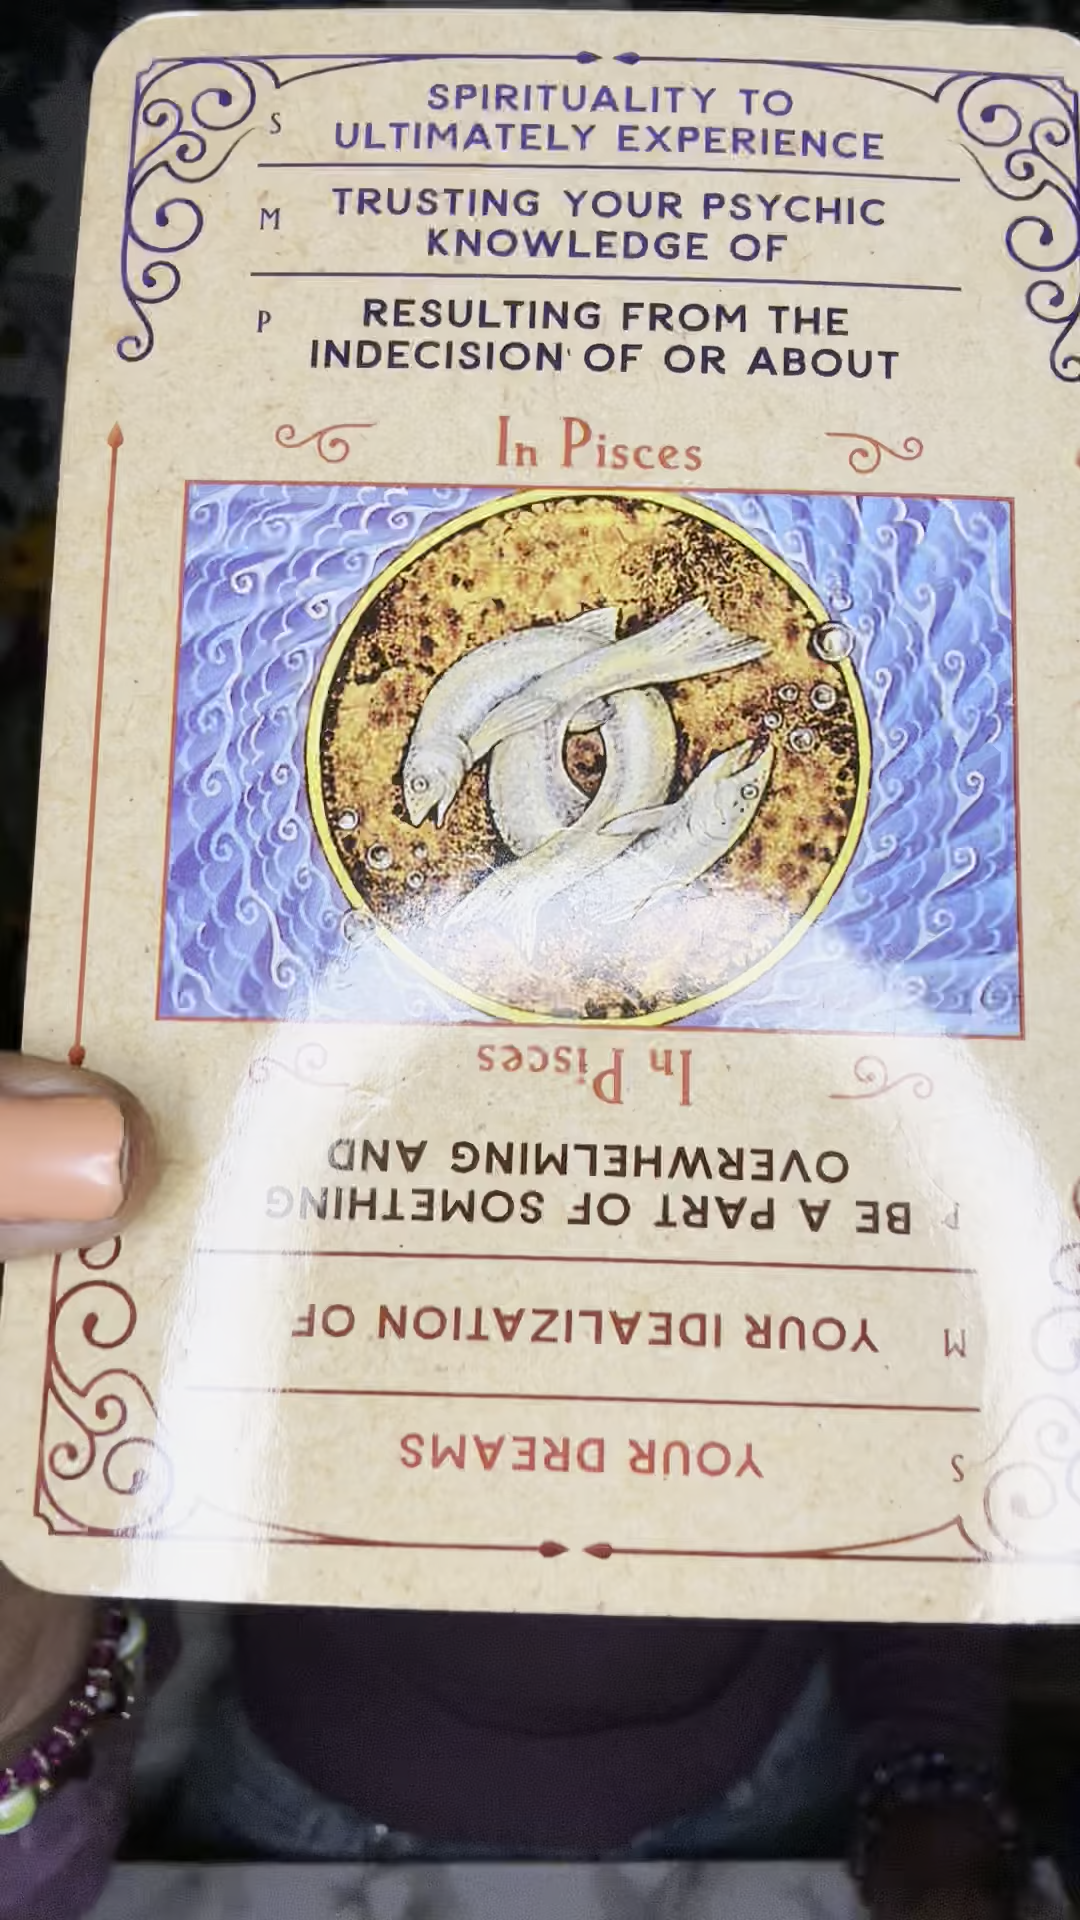 S
SPIRITUALITY TO
ULTIMATELY EXPERIENCE
M
TRUSTING YOUR PSYCHIC
KNOWLEDGE OF
P
RESULTING FROM THE
INDECISION OF OR ABOUT
In Pisces
In Pisces
P
BE A PART OF SOMETHING
OVERWHELMING AND
M
YOUR IDEALIZATION OF
S
YOUR DREAMS